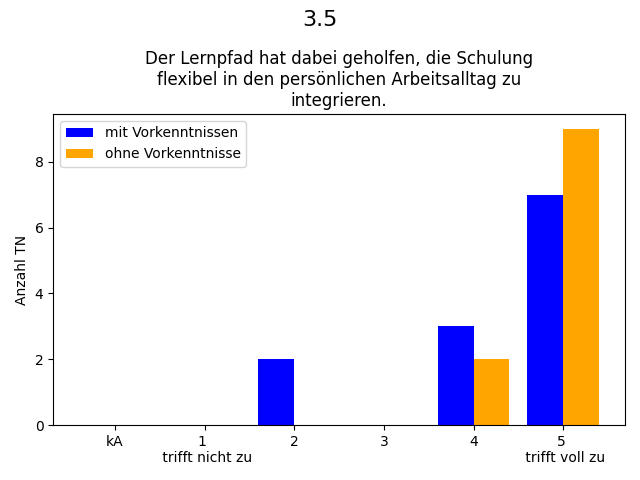 3.5
Der Lernpfad hat dabei geholfen, die Schulung
flexibel in den persönlichen Arbeitsalltag zu
integrieren.
mit Vorkenntnissen
ohne Vorkenntnisse
Anzahl TN
8
6
4
2
0
kA 1 2 3 4 5
trifft nicht zu trifft voll zu